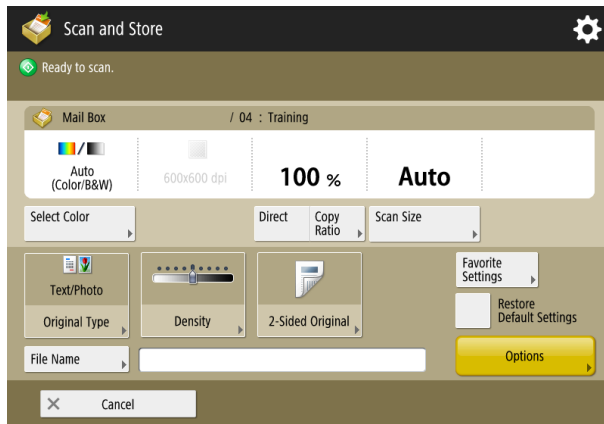 Scan and Store
Ready to scan.
Mail Box / 04 : Training
Auto
(Color/B&W)
600x600 dpi
100 %
Auto
Select Color
Direct
Copy
Ratio
Scan Size
Text/Photo
Original Type
Density
2-Sided Original
Favorite
Settings
Restore
Default Settings
File Name
Options
Cancel